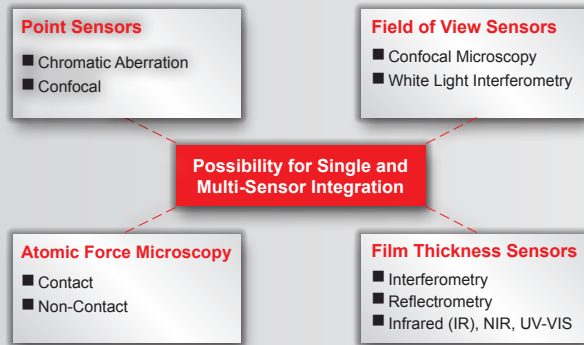 Point Sensors
■ Chromatic Aberration
■ Confocal
Field of View Sensors
■ Confocal Microscopy
■ White Light Interferometry
Possibility for Single and
Multi-Sensor Integration
Atomic Force Microscopy
■ Contact
■ Non-Contact
Film Thickness Sensors
■ Interferometry
■ Reflectrometry
■ Infrared (IR), NIR, UV-VIS